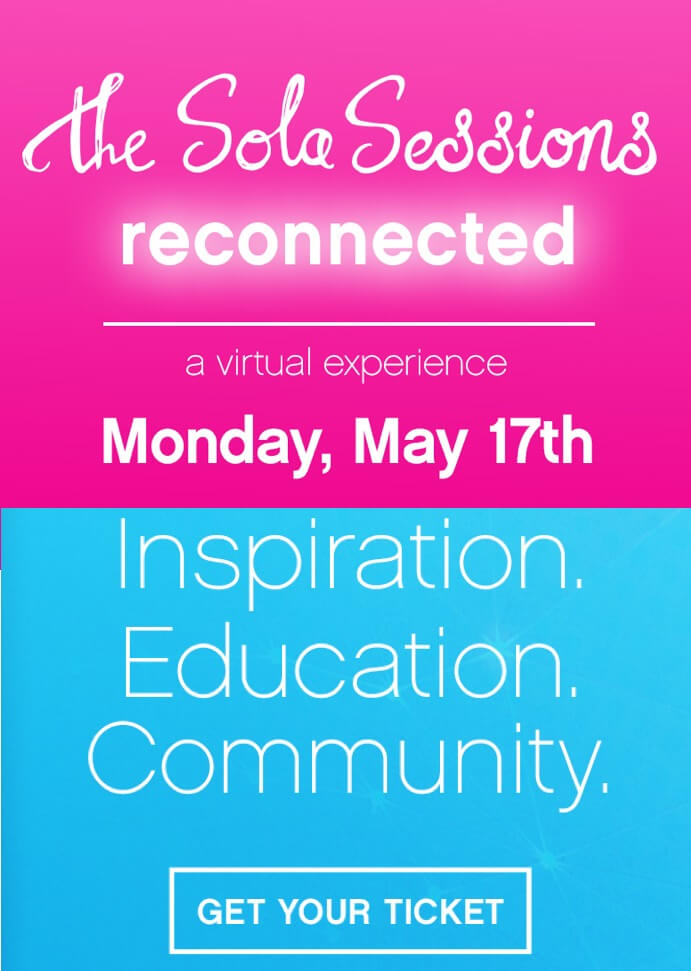 the Sola Sessions
reconnected
a virtual experience
Monday, May 17th
Inspiration.
Education.
Community.
GET YOUR TICKET